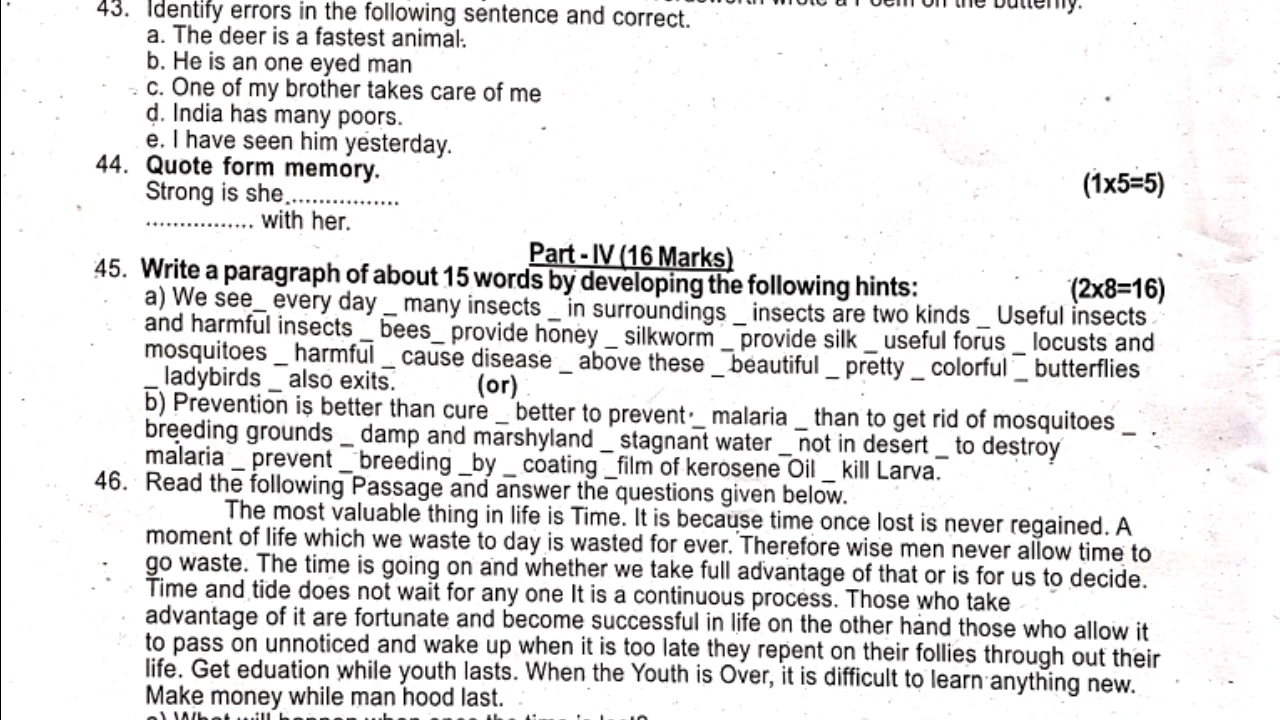 wrote a Poem on the butterfly.
43. Identify errors in the following sentence and correct.
a. The deer is a fastest animal.
b. He is an one eyed man
c. One of my brother takes care of me
d. India has many poors.
e. I have seen him yesterday.
44. Quote form memory. (1x5=5)
Strong is she.................
................ with her.
Part - IV (16 Marks)
45. Write a paragraph of about 15 words by developing the following hints: (2x8=16)
a) We see_ every day _ many insects _ in surroundings _ insects are two kinds _ Useful insects
and harmful insects _ bees_ provide honey _ silkworm _ provide silk _ useful forus _ locusts and
mosquitoes _ harmful _ cause disease _ above these _ beautiful _ pretty _ colorful _ butterflies
_ ladybirds _ also exits. (or)
b) Prevention is better than cure _ better to prevent _ malaria _ than to get rid of mosquitoes _
breeding grounds _ damp and marshyland _ stagnant water _ not in desert _ to destroy
malaria _ prevent _ breeding _by _ coating _film of kerosene Oil _ kill Larva.
46. Read the following Passage and answer the questions given below.
The most valuable thing in life is Time. It is because time once lost is never regained. A
moment of life which we waste to day is wasted for ever. Therefore wise men never allow time to
go waste. The time is going on and whether we take full advantage of that or is for us to decide.
Time and tide does not wait for any one It is a continuous process. Those who take
advantage of it are fortunate and become successful in life on the other hand those who allow it
to pass on unnoticed and wake up when it is too late they repent on their follies through out their
life. Get eduation while youth lasts. When the Youth is Over, it is difficult to learn anything new.
Make money while man hood last.
a) What will happen when once the time is lost?